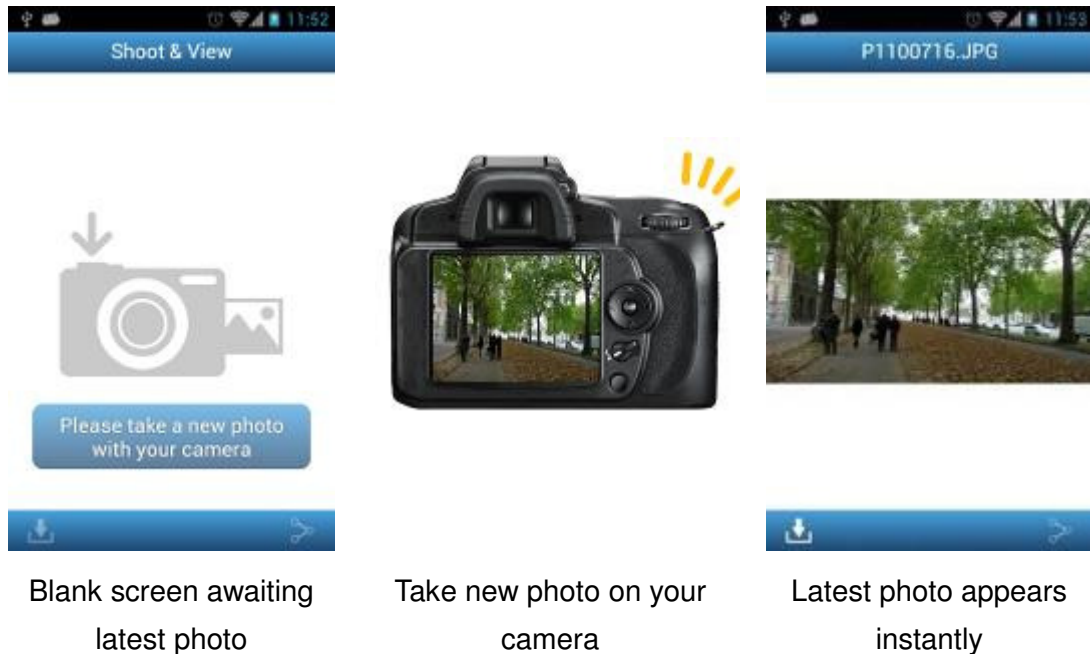 11:52
Shoot & View
Please take a new photo
with your camera
Blank screen awaiting
latest photo
Take new photo on your
camera
11:53
P1100716.JPG
Latest photo appears
instantly